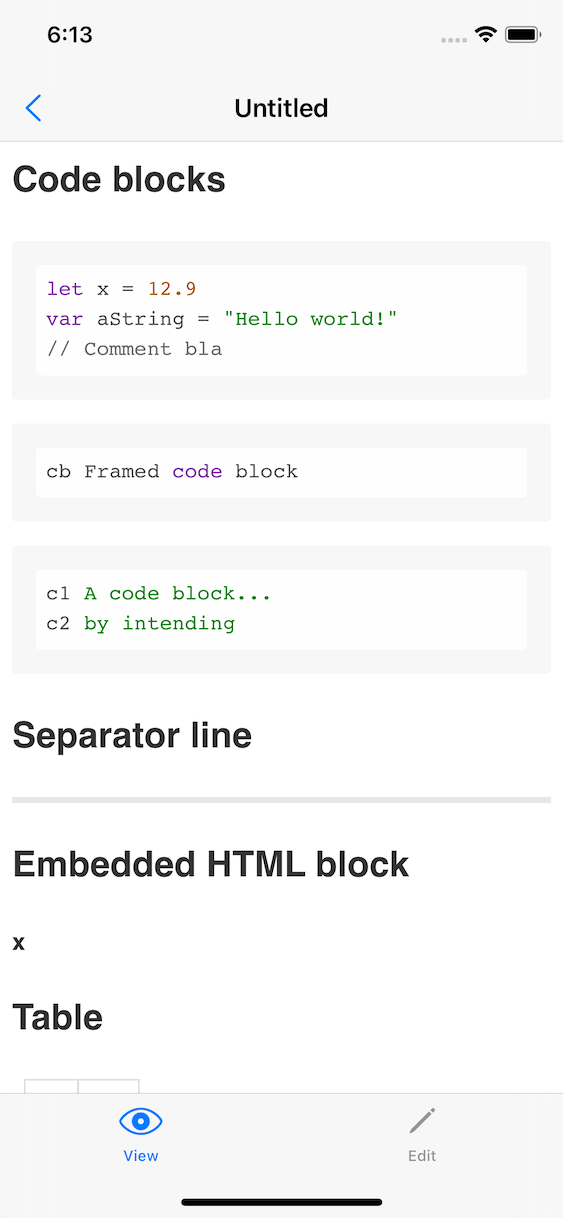 6:13
Untitled
Code blocks
let x = 12.9
var aString = "Hello world!"
// Comment bla
cb Framed code block
c1 A code block...
c2 by intending
Separator line
Embedded HTML block
x
Table
View
Edit